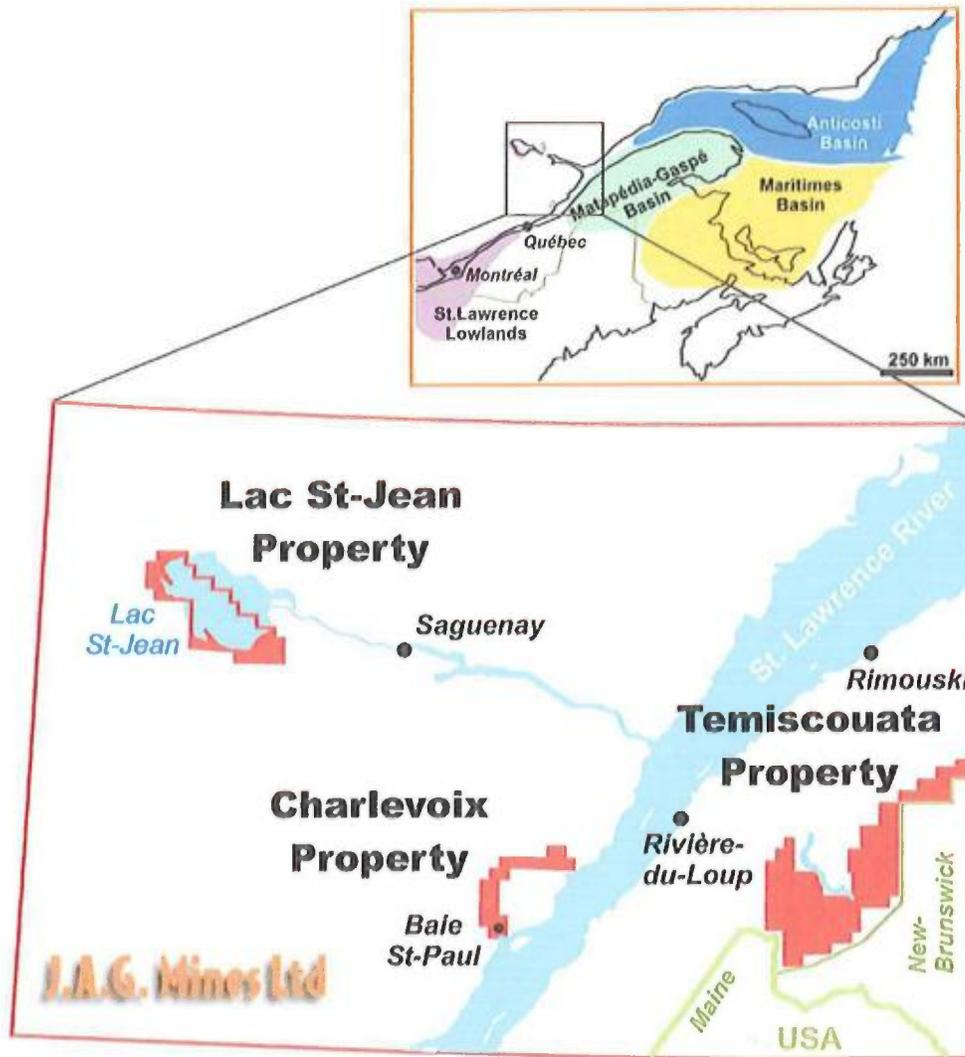 Anticosti
Basin
Matapédia-Gaspé
Basin
Maritimes
Basin
Québec
Montréal
St.Lawrence
Lowlands
250 km
Lac St-Jean
Property
Lac
St-Jean
Saguenay
St. Lawrence River
Rimouski
Temiscouata
Property
Charlevoix
Property
Rivière-
du-Loup
Baie
St-Paul
New-
Brunswick
Maine
USA
J.A.G. Mines Ltd